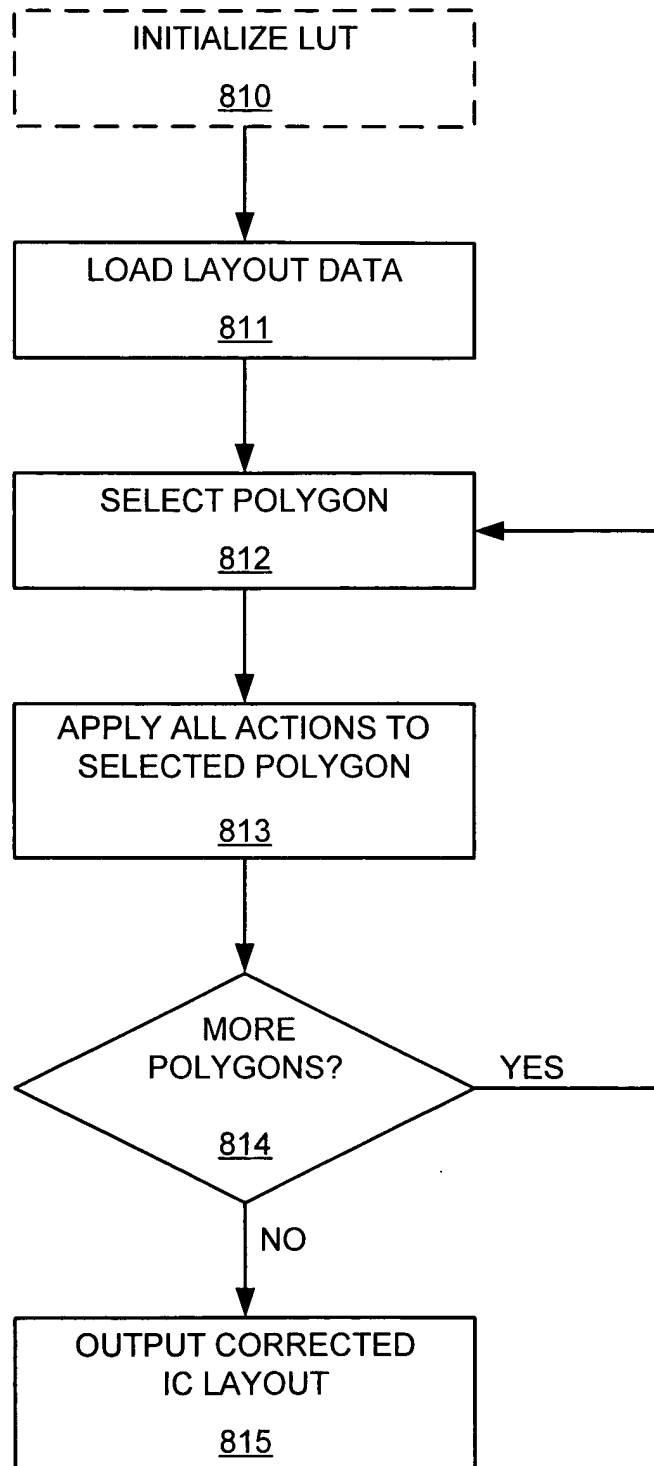 INITIALIZE LUT
810
LOAD LAYOUT DATA
811
SELECT POLYGON
812
APPLY ALL ACTIONS TO
SELECTED POLYGON
813
MORE
POLYGONS?
814
YES
NO
OUTPUT CORRECTED
IC LAYOUT
815